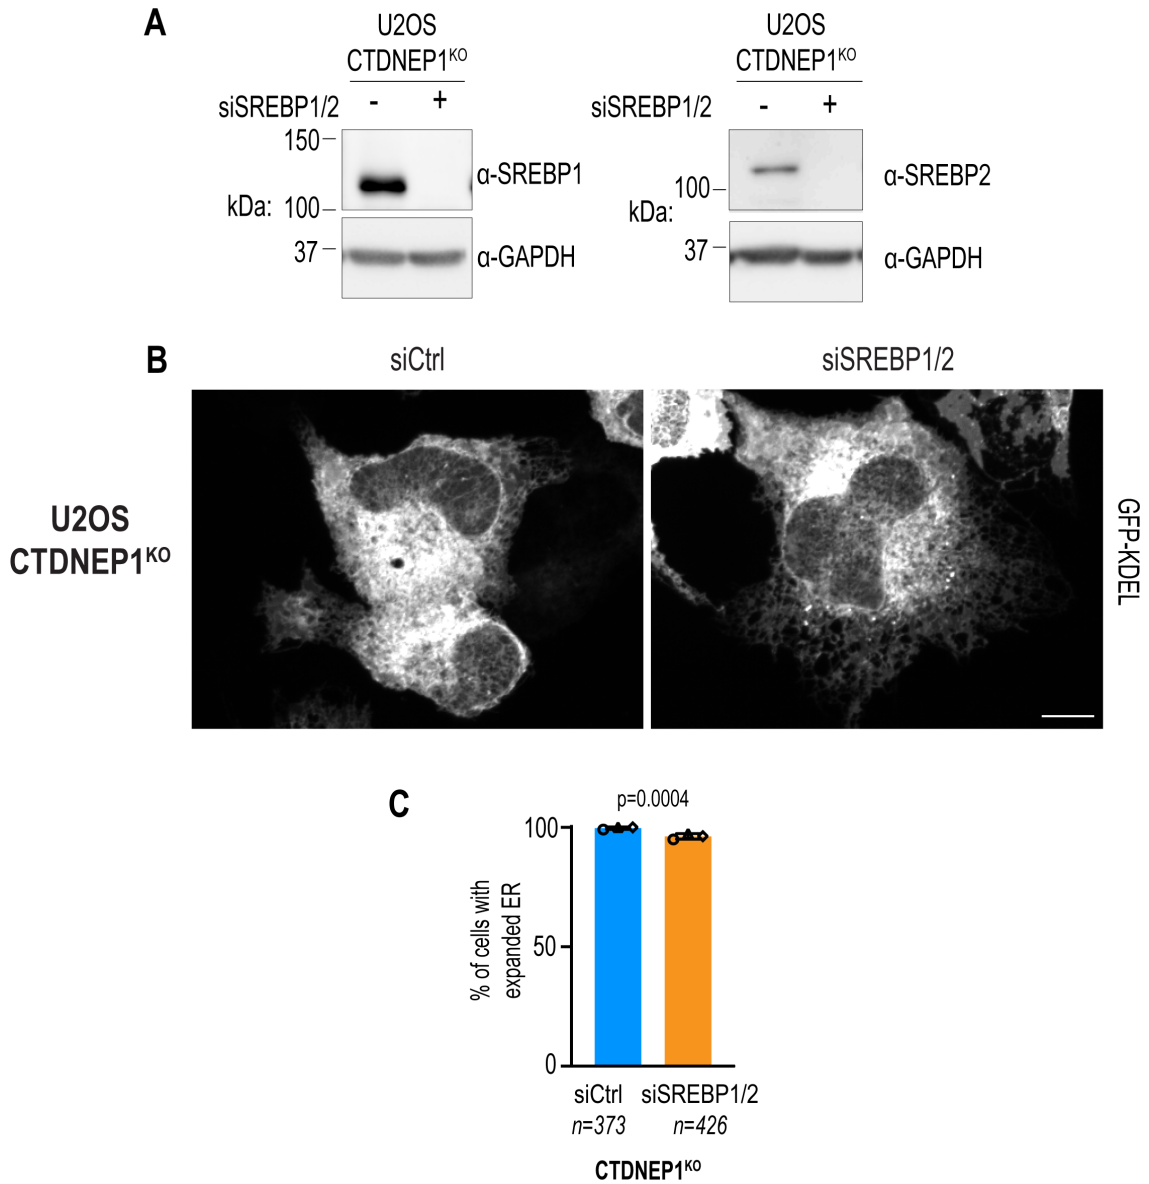 A
U2OS
CTDNEP1KO
siSREBP1/2 - +
150
kDa:
100
α-SREBP1
37
α-GAPDH
U2OS
CTDNEP1KO
siSREBP1/2 - +
100
kDa:
α-SREBP2
37
α-GAPDH
B
siCtrl
siSREBP1/2
U2OS
CTDNEP1KO
GFP-KDEL
C
p=0.0004
% of cells with
expanded ER
100
50
0
siCtrl siSREBP1/2
n=373 n=426
CTDNEP1KO